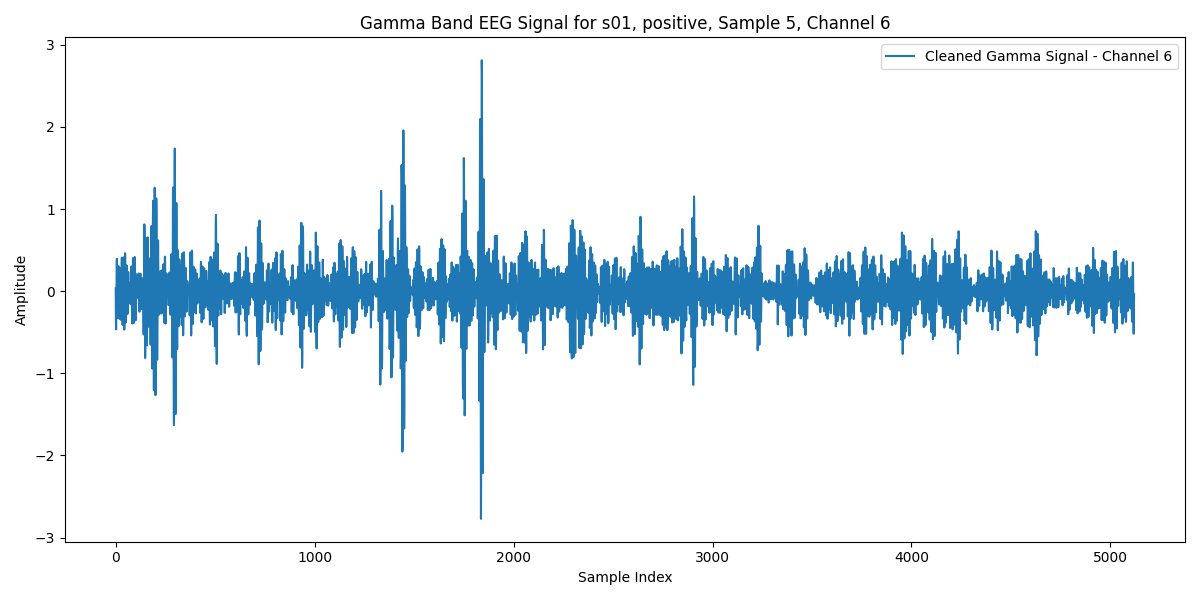 Gamma Band EEG Signal for s01, positive, Sample 5, Channel 6
Cleaned Gamma Signal - Channel 6
3
2
1
0
−1
−2
−3
Amplitude
0 1000 2000 3000 4000 5000
Sample Index